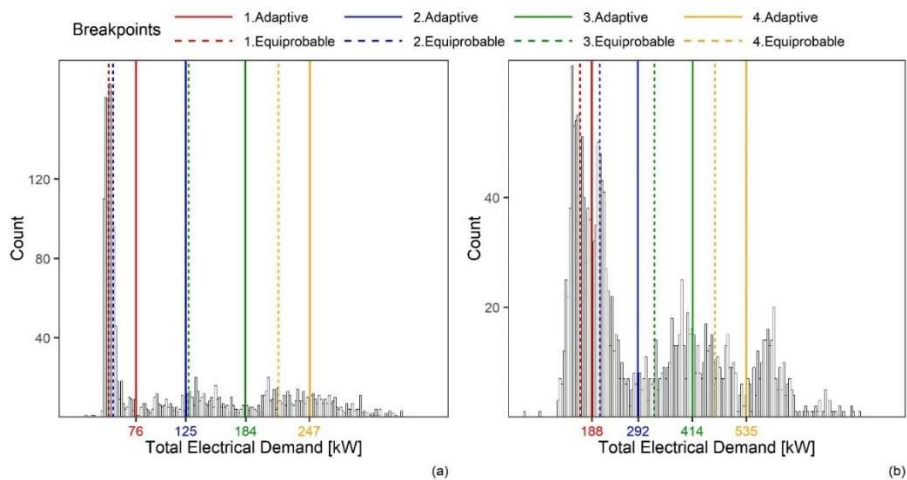 Breakpoints
1.Adaptive 2.Adaptive 3.Adaptive 4.Adaptive
1.Equiprobable 2.Equiprobable 3.Equiprobable 4.Equiprobable
Count
120
80
40
76 125 184 247
Total Electrical Demand [kW]
(a)
Count
40
20
188 292 414 535
Total Electrical Demand [kW]
(b)